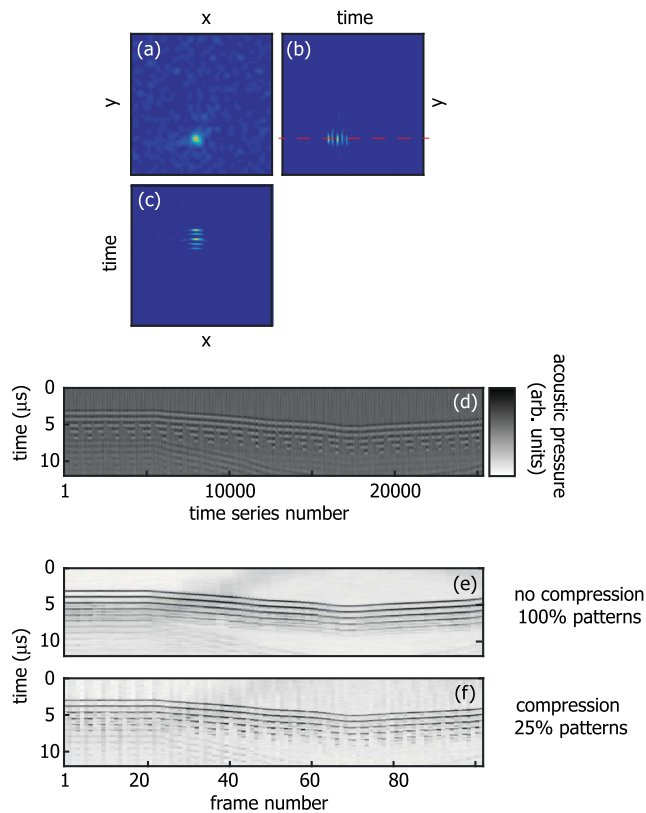 x
time
(a)
(b)
y
y
(c)
time
x
0
5
10
time (μs)
(d)
acoustic pressure
(arb. units)
1
10000
20000
time series number
0
5
10
(e)
no compression
100% patterns
time (μs)
0
5
10
(f)
compression
25% patterns
1
20
40
60
80
frame number